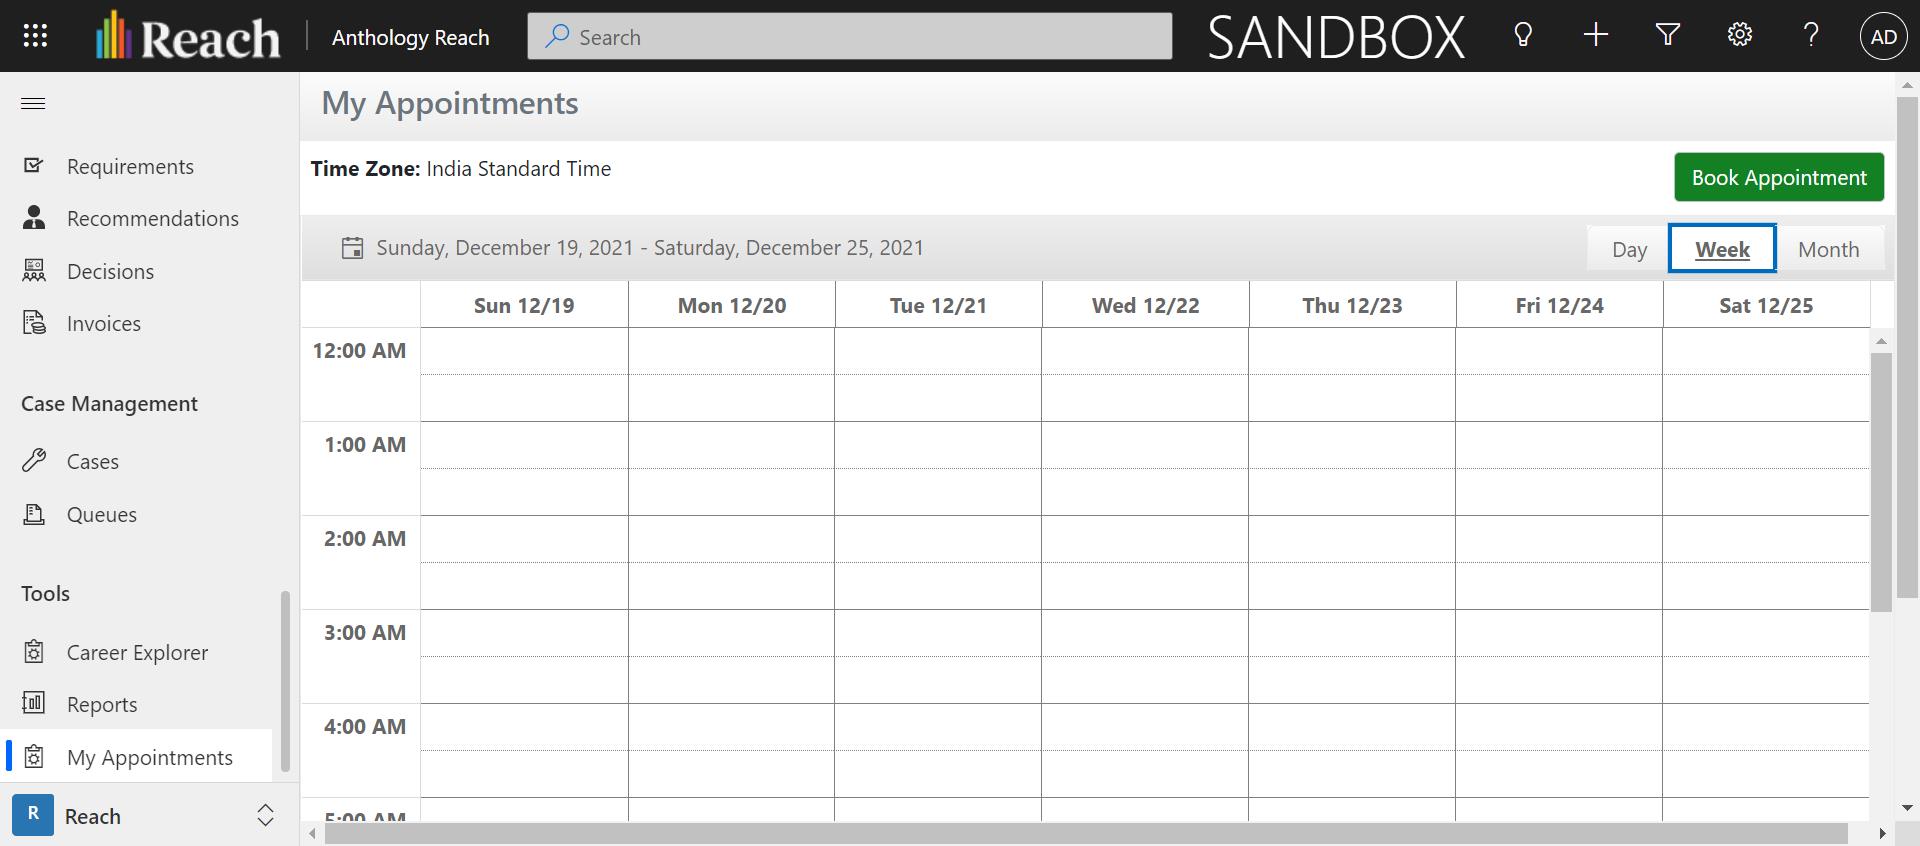 Reach
Anthology Reach
Search
SANDBOX
?
AD
My Appointments
Time Zone: India Standard Time
Book Appointment
Sunday, December 19, 2021 - Saturday, December 25, 2021
Day
Week
Month
Sun 12/19
Mon 12/20
Tue 12/21
Wed 12/22
Thu 12/23
Fri 12/24
Sat 12/25
12:00 AM
1:00 AM
2:00 AM
3:00 AM
4:00 AM
5:00 AM
Requirements
Recommendations
Decisions
Invoices
Case Management
Cases
Queues
Tools
Career Explorer
Reports
My Appointments
R
Reach